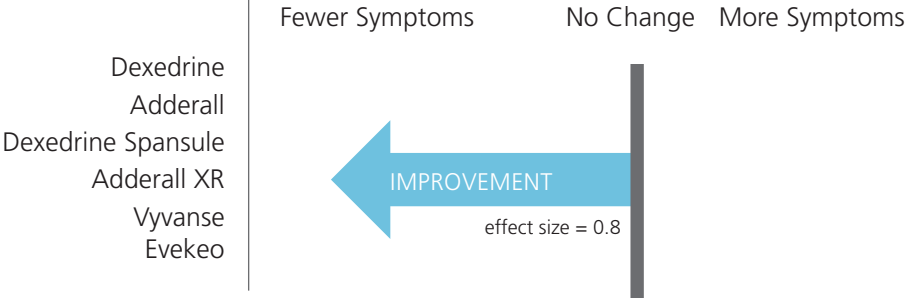 Fewer Symptoms No Change More Symptoms
Dexedrine
Adderall
Dexedrine Spansule
Adderall XR
Vyvanse
Evekeo
IMPROVEMENT
effect size = 0.8